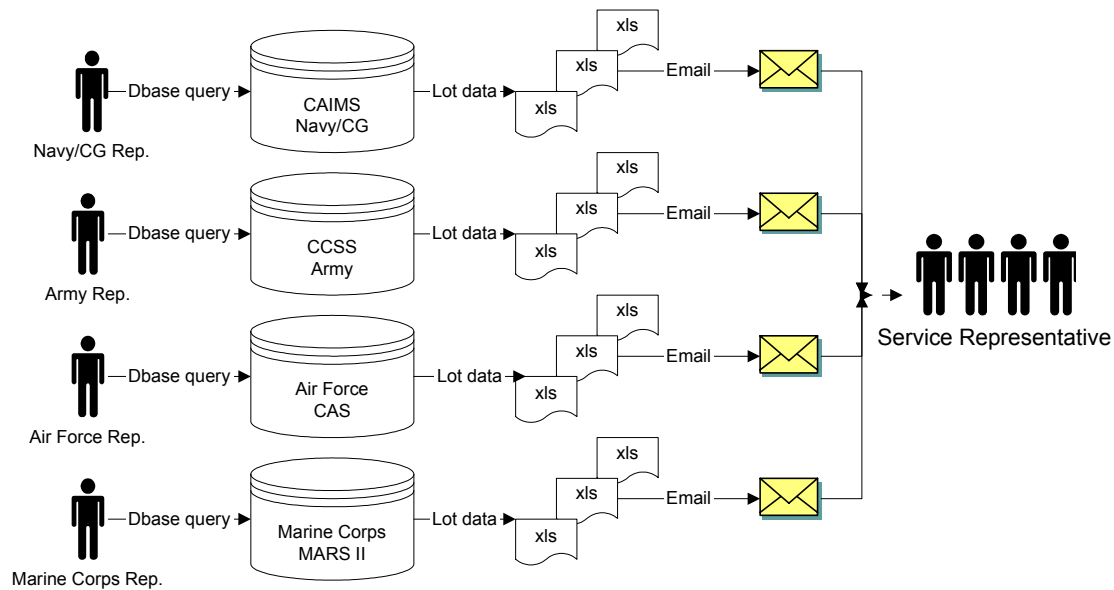 xls
xls
xls
Dbase query
CAIMS
Navy/CG
Lot data
Email
Navy/CG Rep.
xls
xls
xls
Dbase query
CCSS
Army
Lot data
Email
Army Rep.
Service Representative
xls
xls
xls
Dbase query
Air Force
CAS
Lot data
Email
Air Force Rep.
xls
xls
xls
Dbase query
Marine Corps
MARS II
Lot data
Email
Marine Corps Rep.